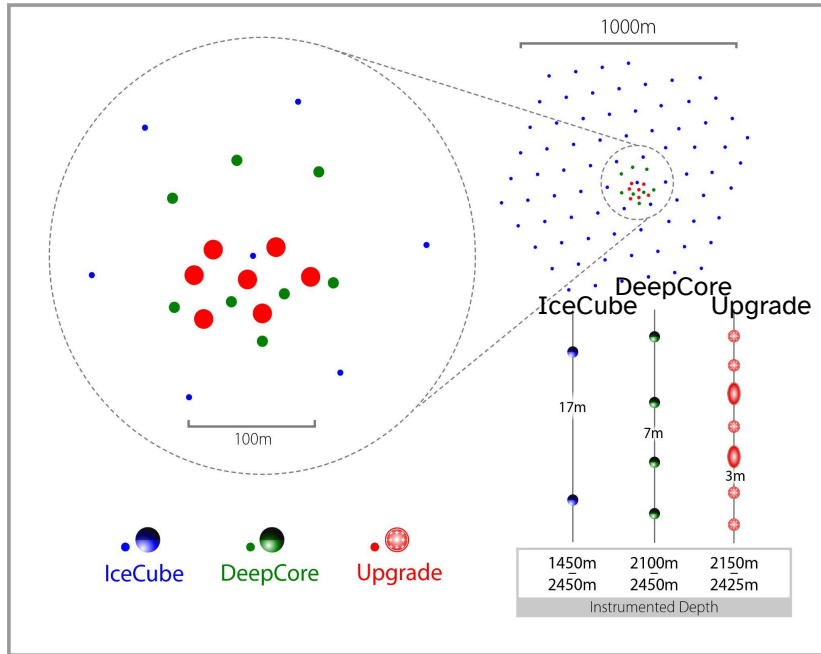 1000m
100m
IceCube
DeepCore
Upgrade
17m
7m
3m
IceCube
DeepCore
Upgrade
1450m
–
2450m
2100m
–
2450m
2150m
–
2425m
Instrumented Depth